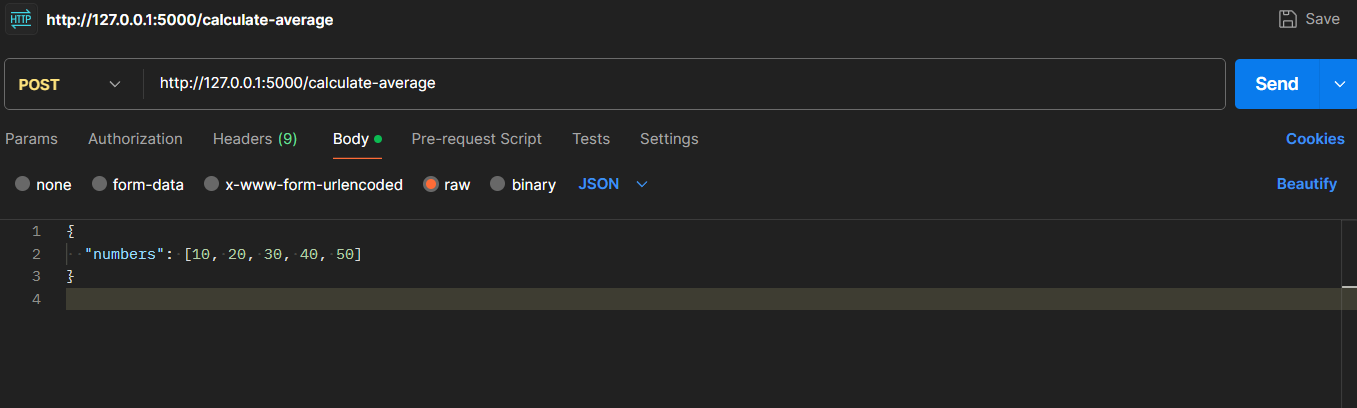 HTTP http://127.0.0.1:5000/calculate-average Save
POST http://127.0.0.1:5000/calculate-average Send
Params Authorization Headers (9) Body Pre-request Script Tests Settings Cookies
none form-data x-www-form-urlencoded raw binary JSON Beautify
1 {
2 "numbers": [10, 20, 30, 40, 50]
3 }
4